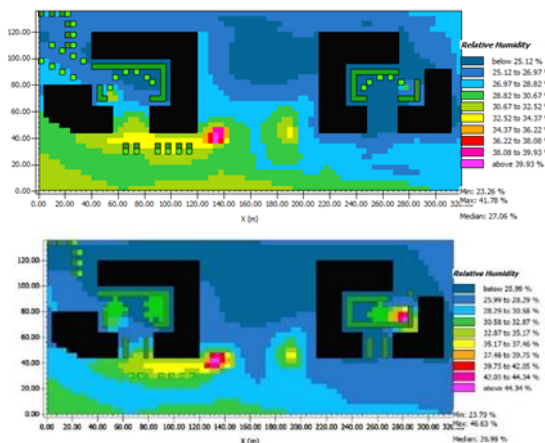 120.00
100.00
80.00
60.00
40.00
20.00
0.00
0.00 20.00 40.00 60.00 80.00 100.00 120.00 140.00 160.00 180.00 200.00 220.00 240.00 260.00 280.00 300.00 320.00
X (m)
Relative Humidity
below 25.12 %
25.12 to 26.97 %
26.97 to 28.82 %
28.82 to 30.67 %
30.67 to 32.52 %
32.52 to 34.37 %
34.37 to 36.22 %
36.22 to 38.08 %
38.08 to 39.93 %
above 39.93 %
Min: 23.26 %
Max: 41.78 %
Median: 27.06 %
120.00
100.00
80.00
60.00
40.00
20.00
0.00
0.00 20.00 40.00 60.00 80.00 100.00 120.00 140.00 160.00 180.00 200.00 220.00 240.00 260.00 280.00 300.00
X (m)
Relative Humidity
below 25.99 %
25.99 to 28.29 %
28.29 to 30.58 %
30.58 to 32.87 %
32.87 to 35.17 %
35.17 to 37.46 %
37.46 to 39.75 %
39.75 to 42.05 %
42.05 to 44.34 %
above 44.34 %
Min: 23.70 %
Max: 46.63 %
Median: 26.99 %